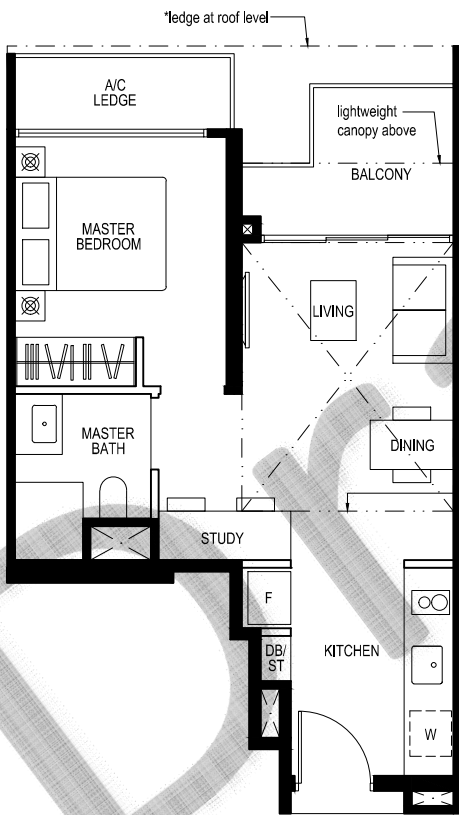 *ledge at roof level
A/C
LEDGE
lightweight
canopy above
BALCONY
MASTER
BEDROOM
LIVING
MASTER
BATH
DINING
STUDY
F
DB/
ST
KITCHEN
W